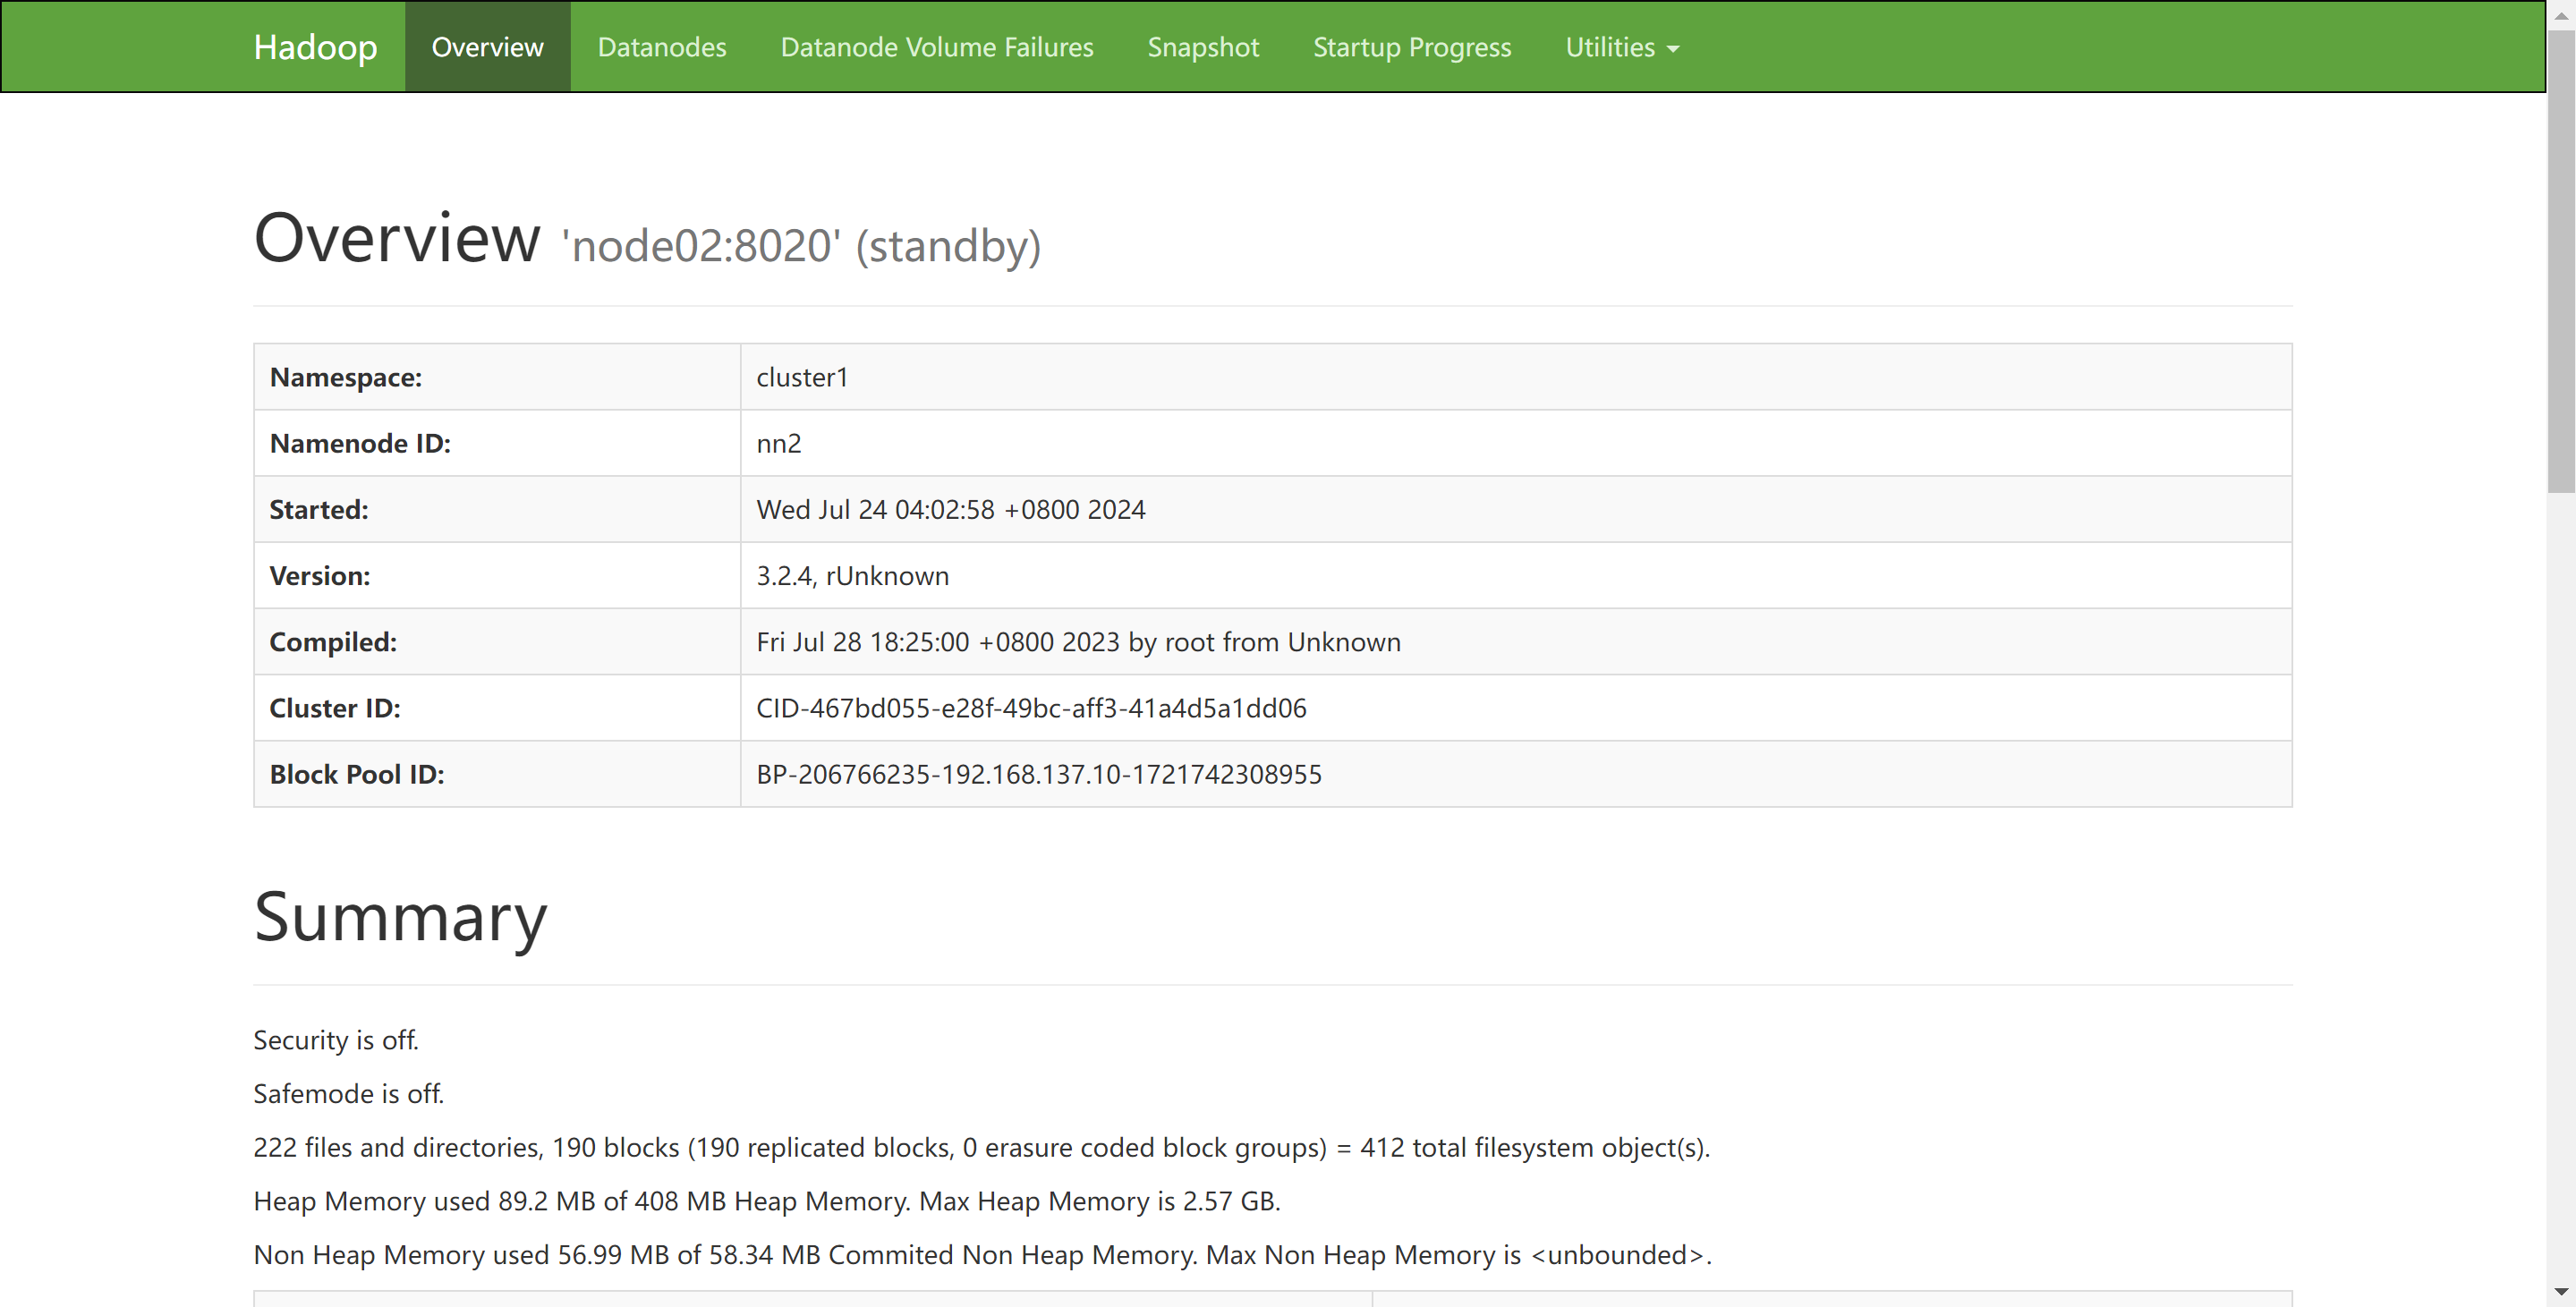 Hadoop Overview Datanodes Datanode Volume Failures Snapshot Startup Progress Utilities
Overview 'node02:8020' (standby)
Namespace: cluster1
Namenode ID: nn2
Started: Wed Jul 24 04:02:58 +0800 2024
Version: 3.2.4, rUnknown
Compiled: Fri Jul 28 18:25:00 +0800 2023 by root from Unknown
Cluster ID: CID-467bd055-e28f-49bc-aff3-41a4d5a1dd06
Block Pool ID: BP-206766235-192.168.137.10-1721742308955
Summary
Security is off.
Safemode is off.
222 files and directories, 190 blocks (190 replicated blocks, 0 erasure coded block groups) = 412 total filesystem object(s).
Heap Memory used 89.2 MB of 408 MB Heap Memory. Max Heap Memory is 2.57 GB.
Non Heap Memory used 56.99 MB of 58.34 MB Commited Non Heap Memory. Max Non Heap Memory is <unbounded>.